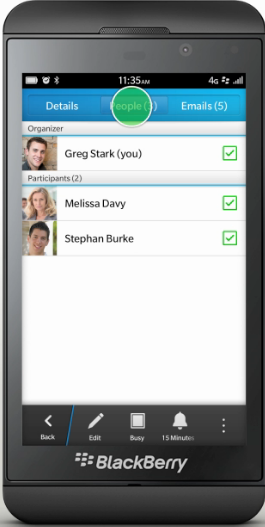 11:35AM 4G
Details People (3) Emails (5)
Organizer
Greg Stark (you)
Participants (2)
Melissa Davy
Stephan Burke
Back Edit Busy 15 Minutes
BlackBerry